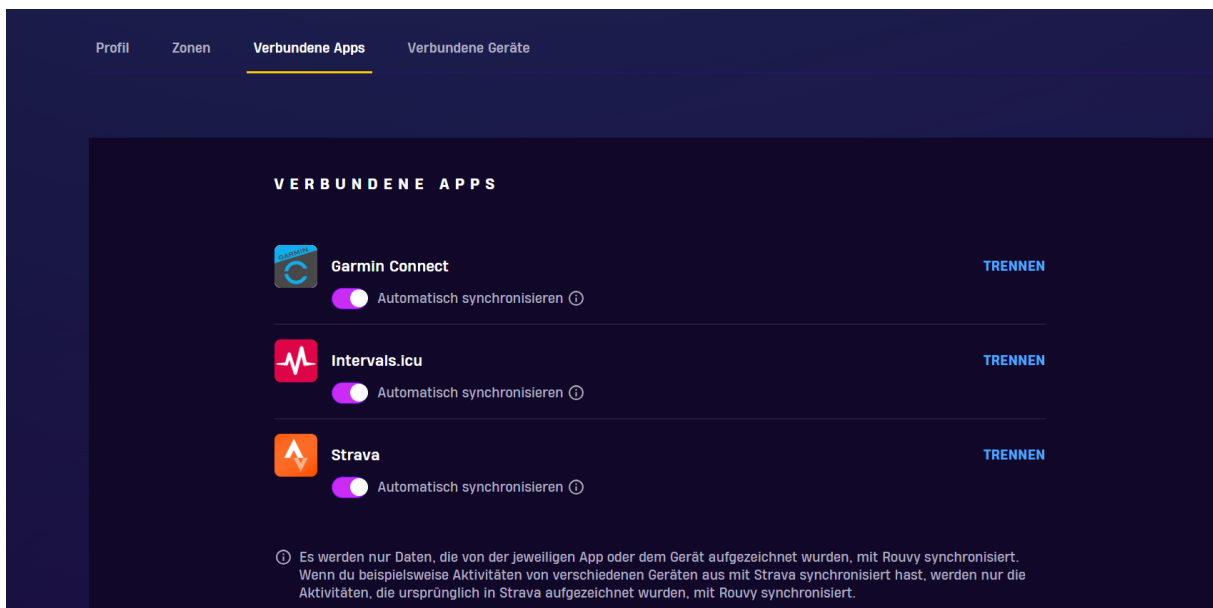 Profil Zonen Verbundene Apps Verbundene Geräte
VERBUNDENE APPS
GARMIN
Garmin Connect TRENNEN
Automatisch synchronisieren
Intervals.icu TRENNEN
Automatisch synchronisieren
Strava TRENNEN
Automatisch synchronisieren
Es werden nur Daten, die von der jeweiligen App oder dem Gerät aufgezeichnet wurden, mit Rouvy synchronisiert.
Wenn du beispielsweise Aktivitäten von verschiedenen Geräten aus mit Strava synchronisiert hast, werden nur die
Aktivitäten, die ursprünglich in Strava aufgezeichnet wurden, mit Rouvy synchronisiert.